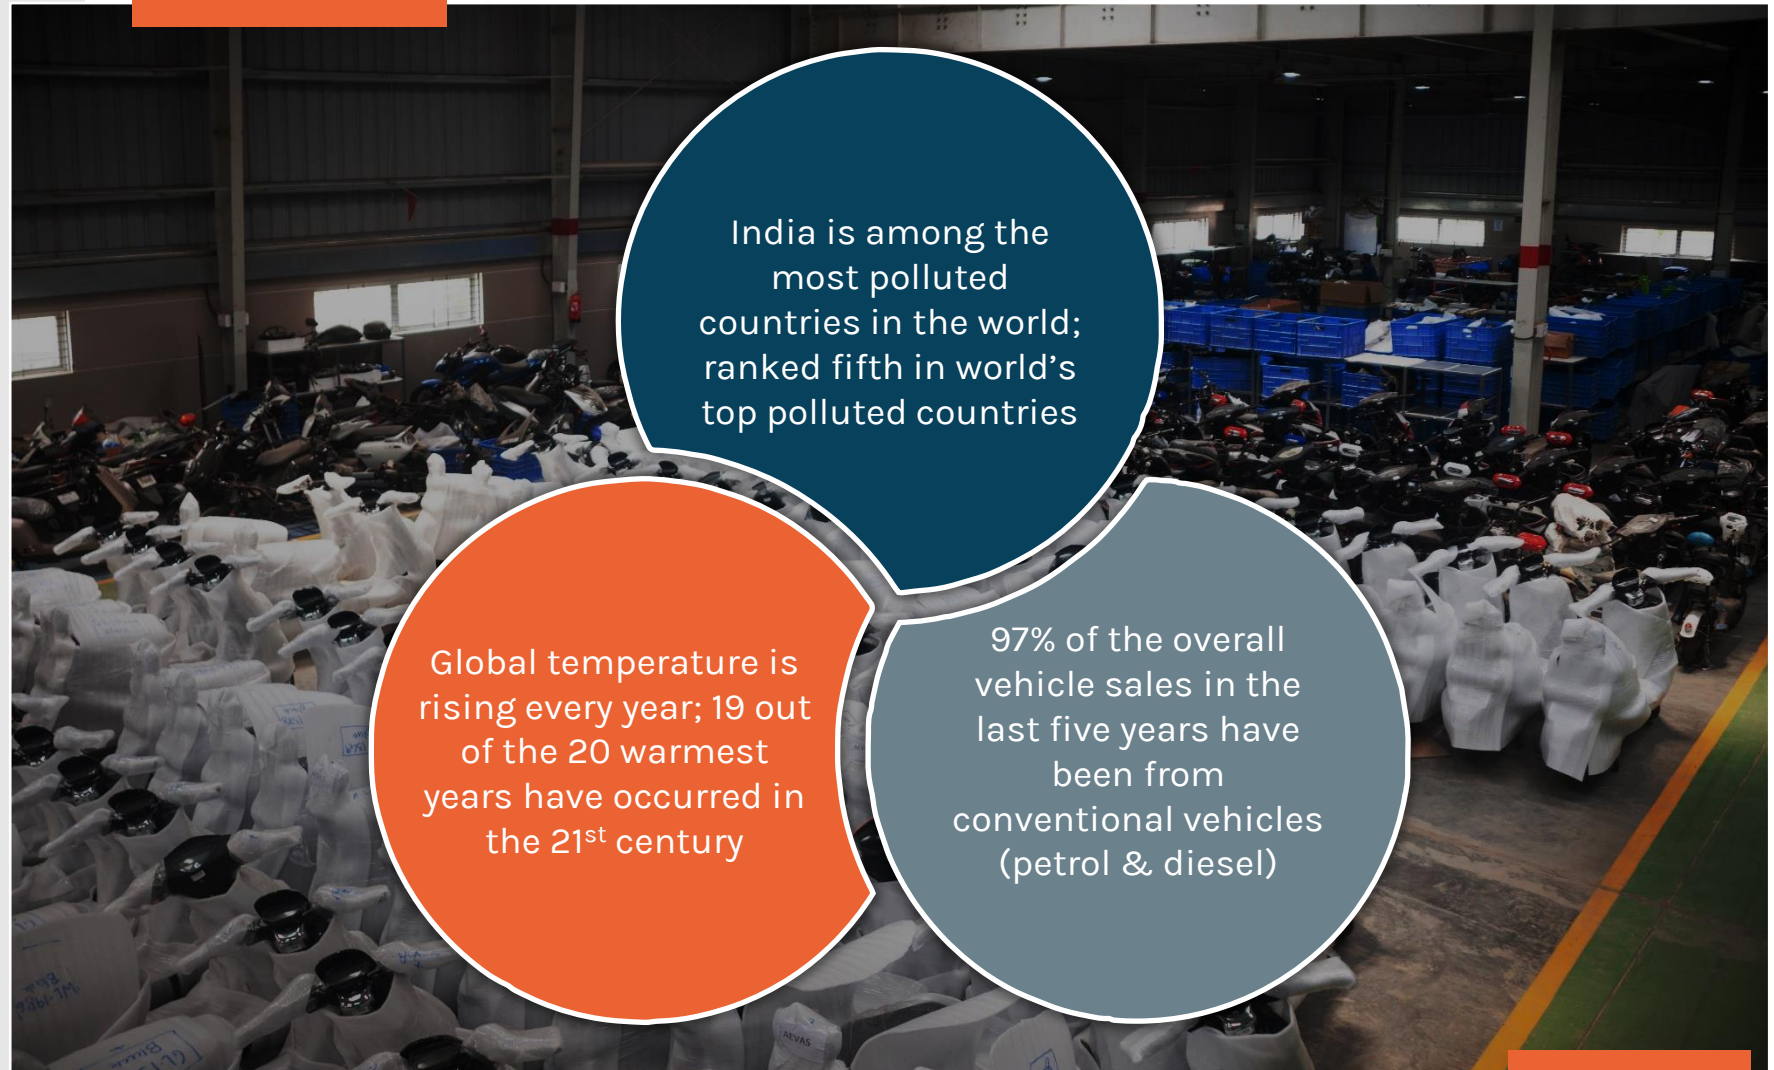 India is among the
most polluted
countries in the world;
ranked fifth in world’s
top polluted countries
Global temperature is
rising every year; 19 out
of the 20 warmest
years have occurred in
the 21st century
97% of the overall
vehicle sales in the
last five years have
been from
conventional vehicles
(petrol & diesel)
AEVAS